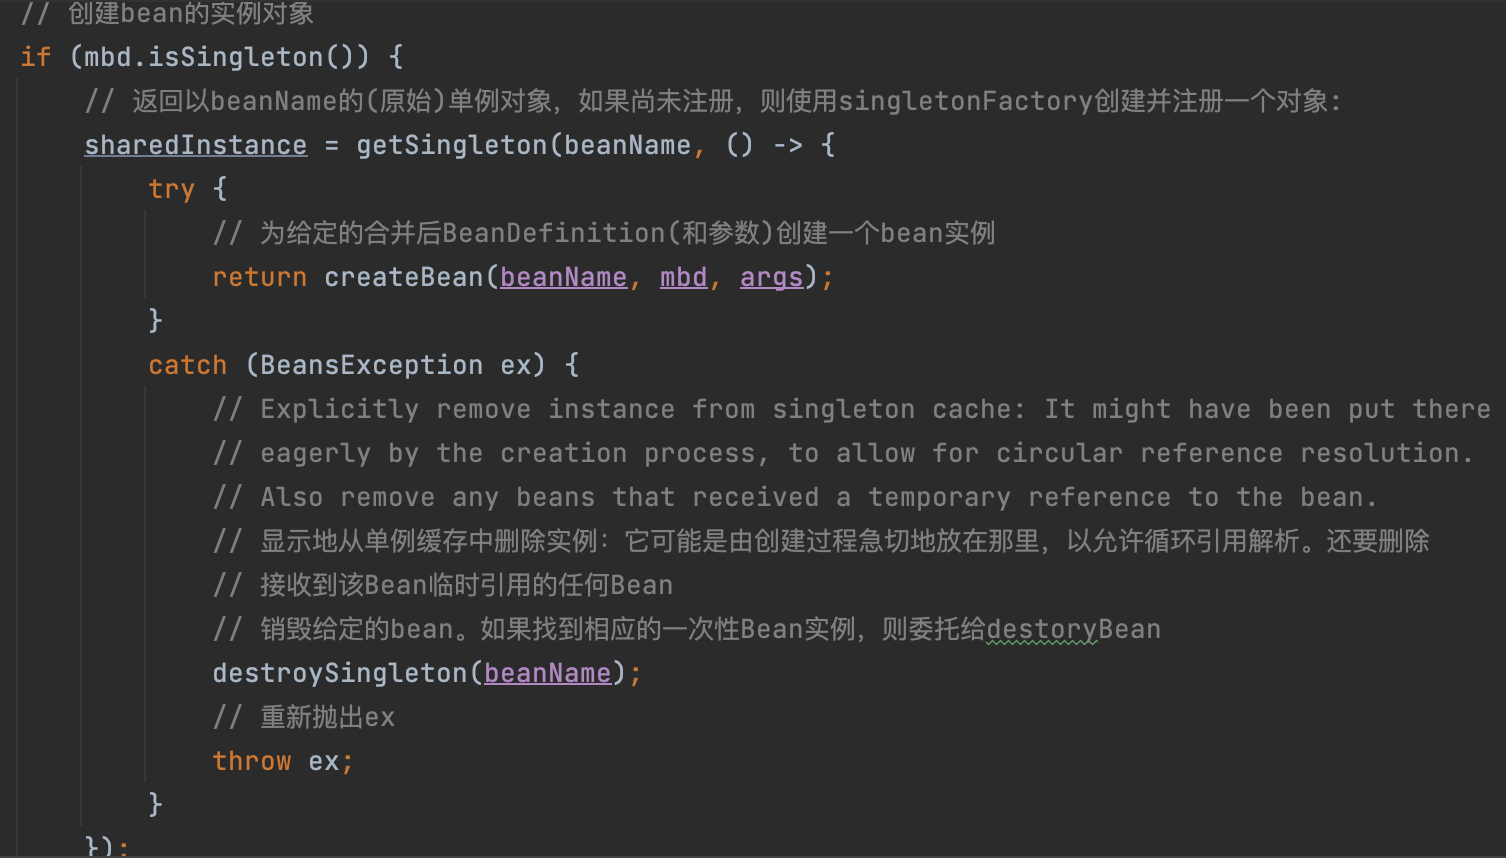 // 创建bean的实例对象
if (mbd.isSingleton()) {
// 返回以beanName的(原始)单例对象，如果尚未注册，则使用singletonFactory创建并注册一个对象：
sharedInstance = getSingleton(beanName, () -> {
try {
// 为给定的合并后BeanDefinition(和参数)创建一个bean实例
return createBean(beanName, mbd, args);
}
catch (BeansException ex) {
// Explicitly remove instance from singleton cache: It might have been put there
// eagerly by the creation process, to allow for circular reference resolution.
// Also remove any beans that received a temporary reference to the bean.
// 显示地从单例缓存中删除实例：它可能是由创建过程急切地放在那里，以允许循环引用解析。还要删除
// 接收到该Bean临时引用的任何Bean
// 销毁给定的bean。如果找到相应的一次性Bean实例，则委托给destoryBean
destroySingleton(beanName);
// 重新抛出ex
throw ex;
}
});